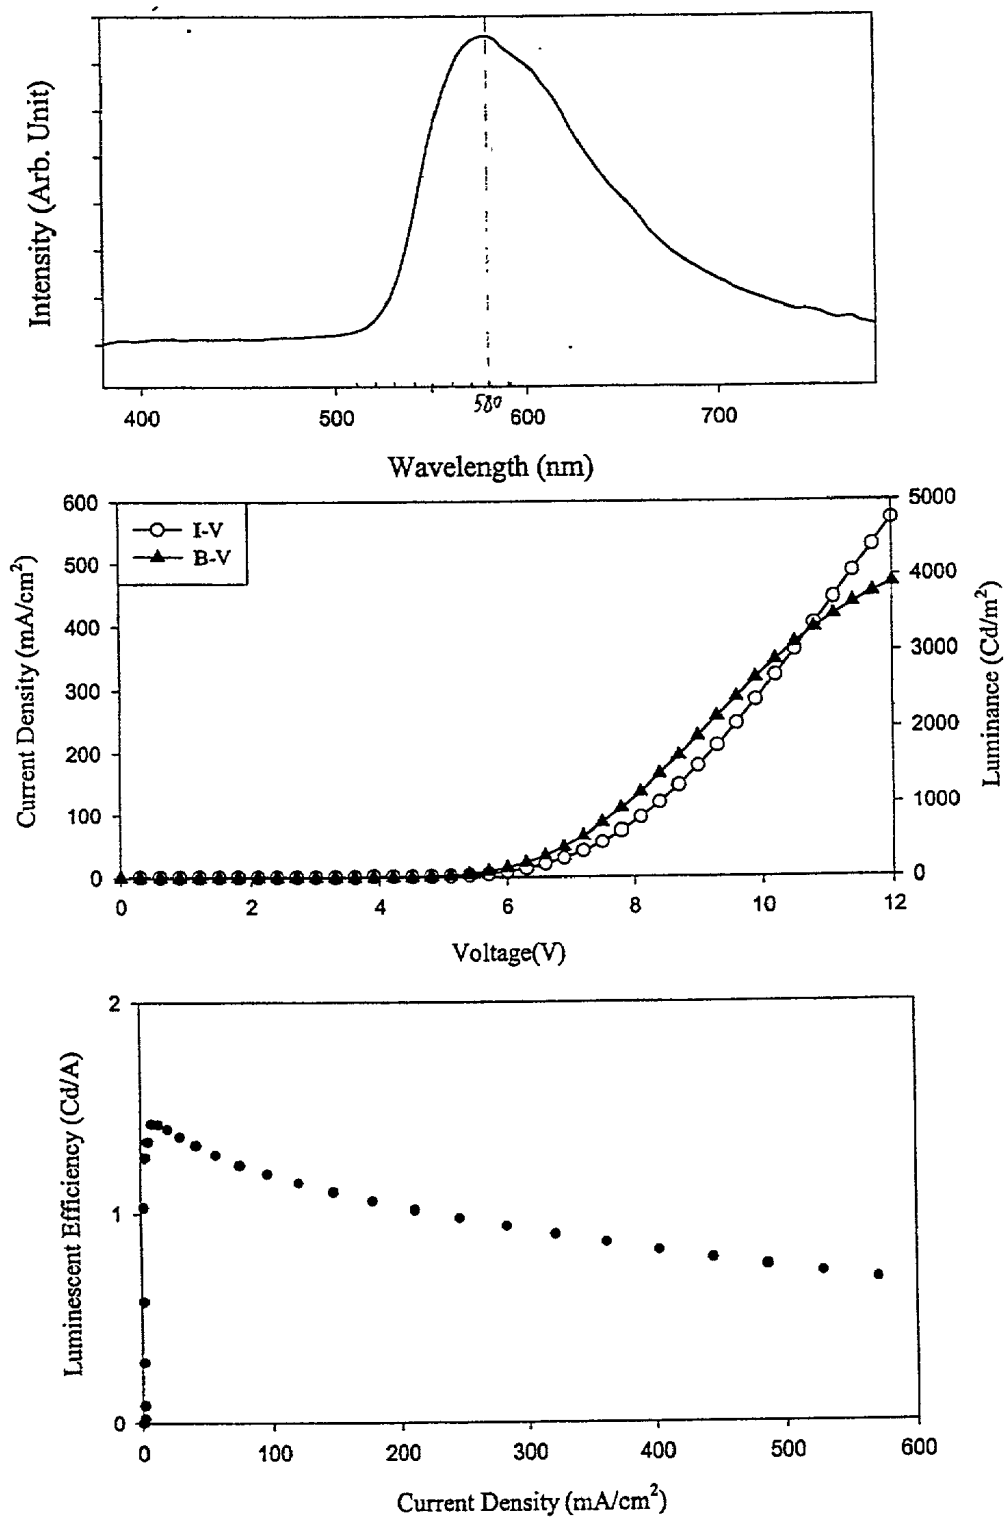 Intensity (Arb. Unit)
400 500 580 600 700
Wavelength (nm)
I-V
B-V
Current Density (mA/cm²)
600
500
400
300
200
100
0
Luminance (Cd/m²)
5000
4000
3000
2000
1000
0
0 2 4 6 8 10 12
Voltage(V)
Luminescent Efficiency (Cd/A)
2
1
0
0 100 200 300 400 500 600
Current Density (mA/cm²)